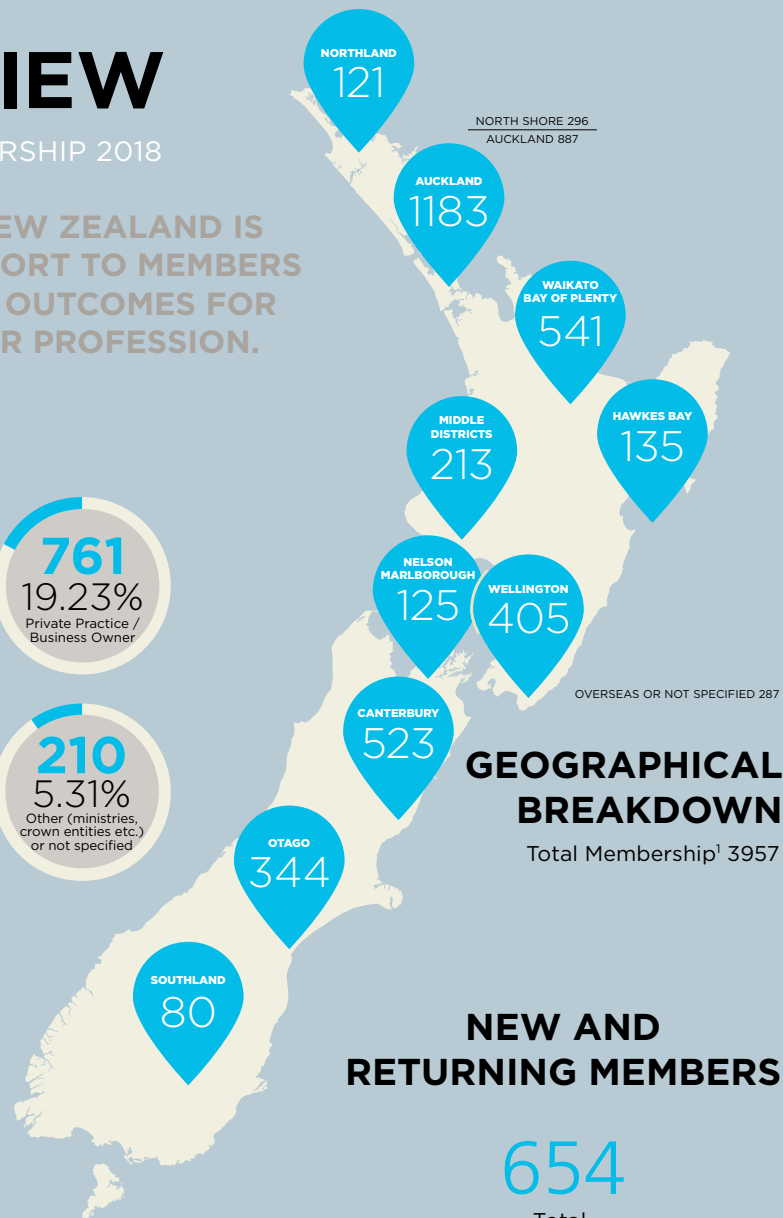 IEW
RSHIP 2018
EW ZEALAND IS
ORT TO MEMBERS
OUTCOMES FOR
R PROFESSION.
NORTHLAND
121
NORTH SHORE 296
AUCKLAND 887
AUCKLAND
1183
WAIKATO
BAY OF PLENTY
541
HAWKES BAY
135
MIDDLE
DISTRICTS
213
NELSON
MARLBOROUGH
125
WELLINGTON
405
761
19.23%
Private Practice /
Business Owner
OVERSEAS OR NOT SPECIFIED 287
210
5.31%
Other (ministries,
crown entities etc.)
or not specified
CANTERBURY
523
GEOGRAPHICAL
BREAKDOWN
Total Membership¹ 3957
OTAGO
344
SOUTHLAND
80
NEW AND
RETURNING MEMBERS
654
Total